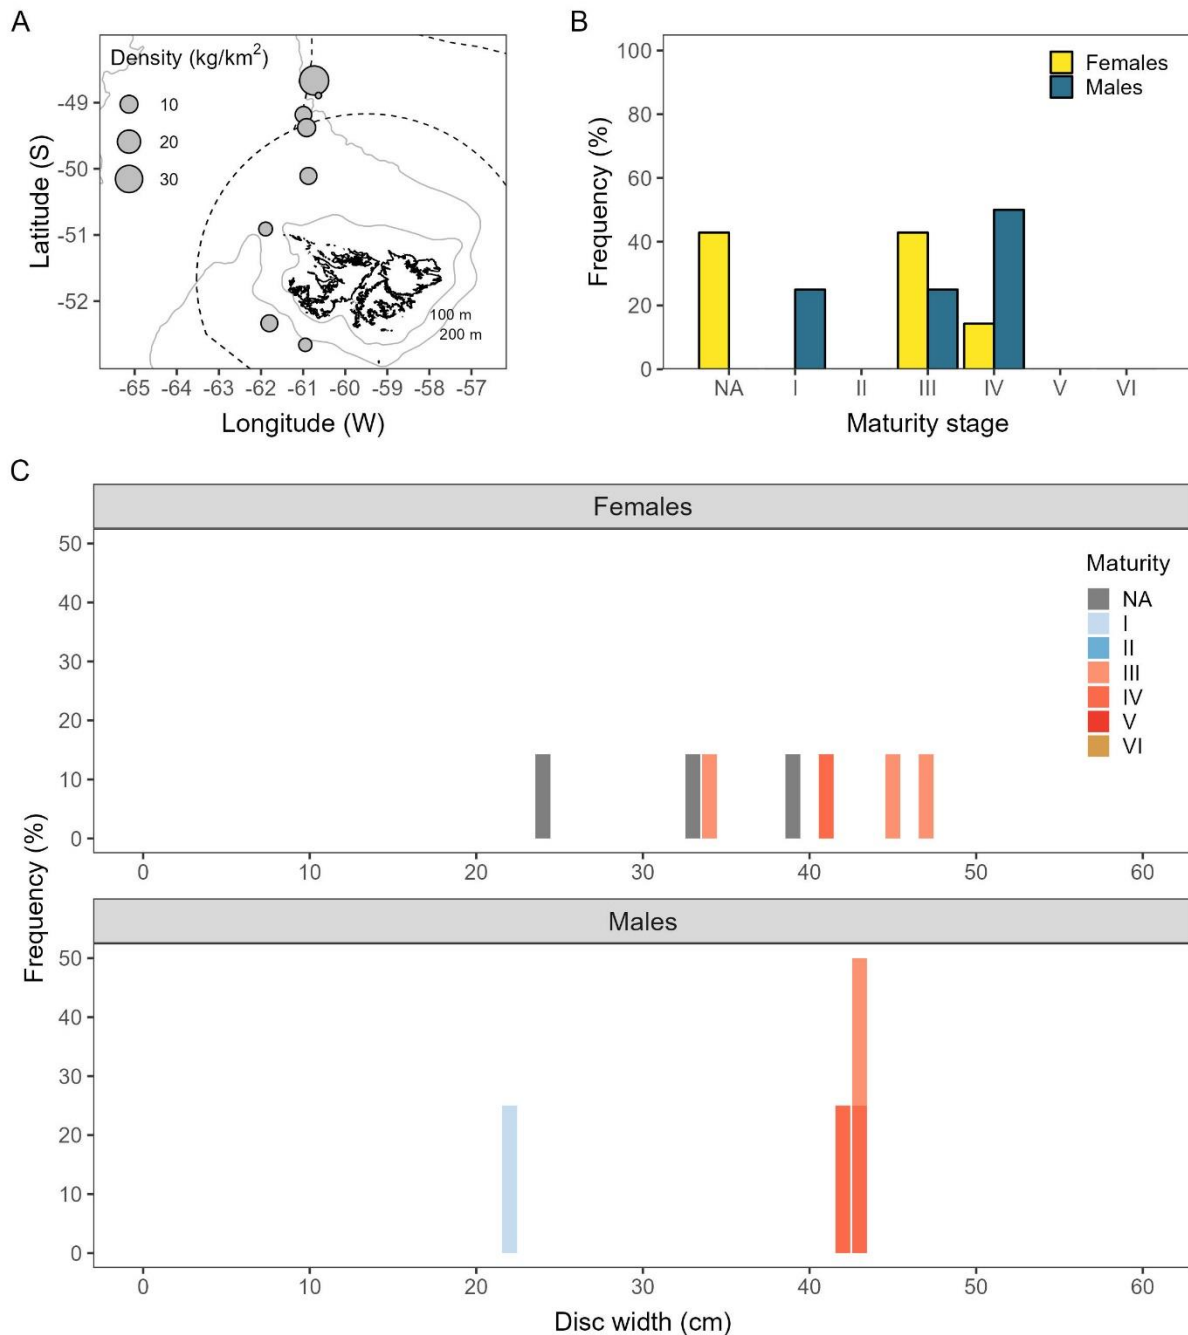 A
Density (kg/km²)
10
20
30
-49
-50
-51
-52
Latitude (S)
100 m
200 m
-65 -64 -63 -62 -61 -60 -59 -58 -57
Longitude (W)
B
Females
Males
100
80
60
40
20
0
Frequency (%)
NA I II III IV V VI
Maturity stage
C
Females
50
40
30
20
10
0
Maturity
NA
I
II
III
IV
V
VI
0 10 20 30 40 50 60
Frequency (%)
Males
50
40
30
20
10
0
0 10 20 30 40 50 60
Disc width (cm)